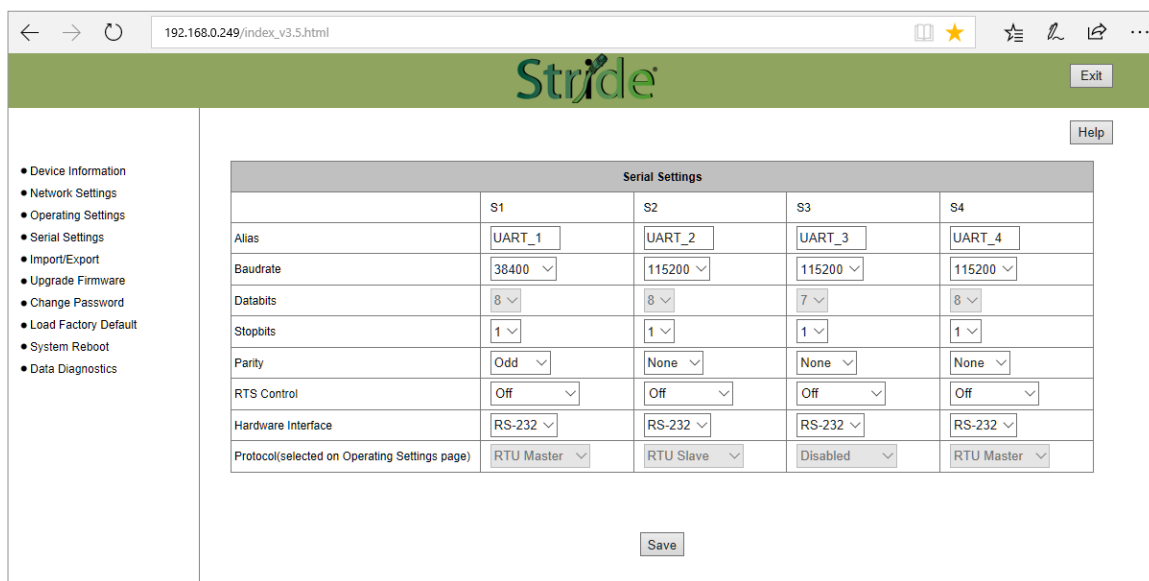 192.168.0.249/index_v3.5.html
Stride
Exit
Help
Device Information
Network Settings
Operating Settings
Serial Settings
Import/Export
Upgrade Firmware
Change Password
Load Factory Default
System Reboot
Data Diagnostics
Serial Settings
S1 S2 S3 S4
Alias UART_1 UART_2 UART_3 UART_4
Baudrate 38400 115200 115200 115200
Databits 8 8 7 8
Stopbits 1 1 1 1
Parity Odd None None None
RTS Control Off Off Off Off
Hardware Interface RS-232 RS-232 RS-232 RS-232
Protocol(selected on Operating Settings page) RTU Master RTU Slave Disabled RTU Master
Save